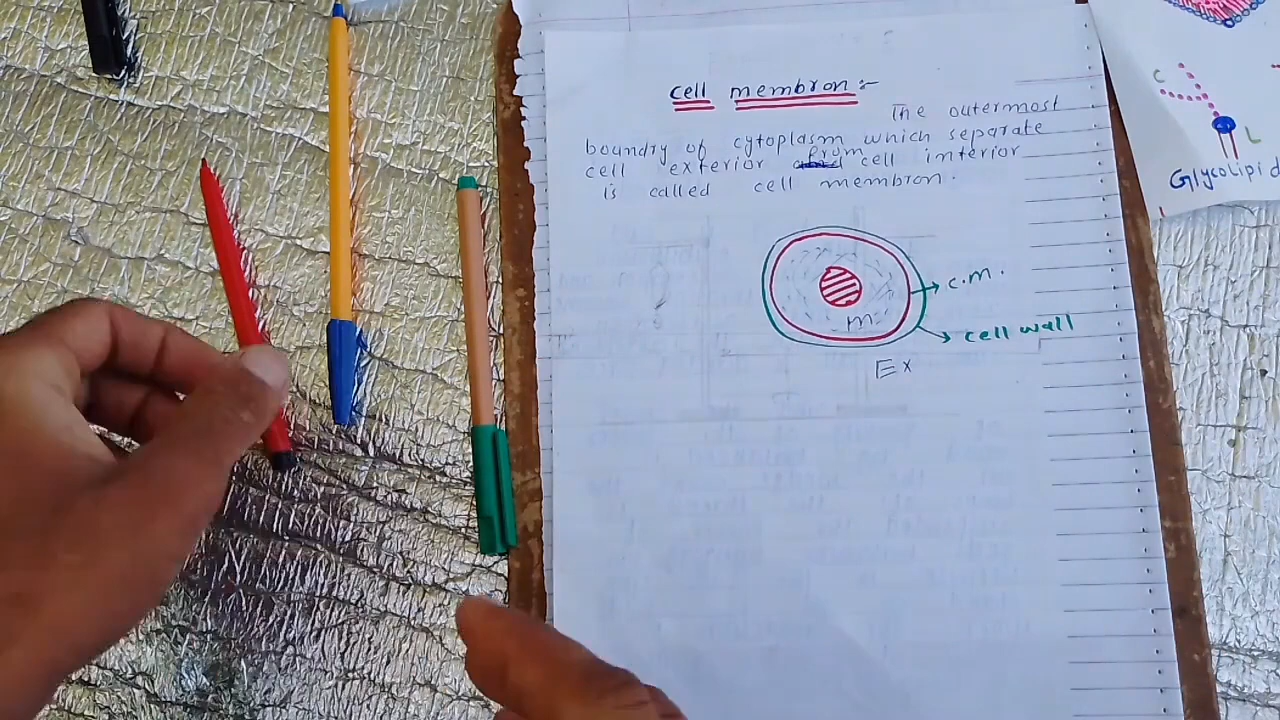 cell membron:-
The outermost
boundry of cytoplasm which separate
cell exterior from cell interior
is called cell membron.
c.m.
m
cell wall
Ex
C
L
Glycolipid